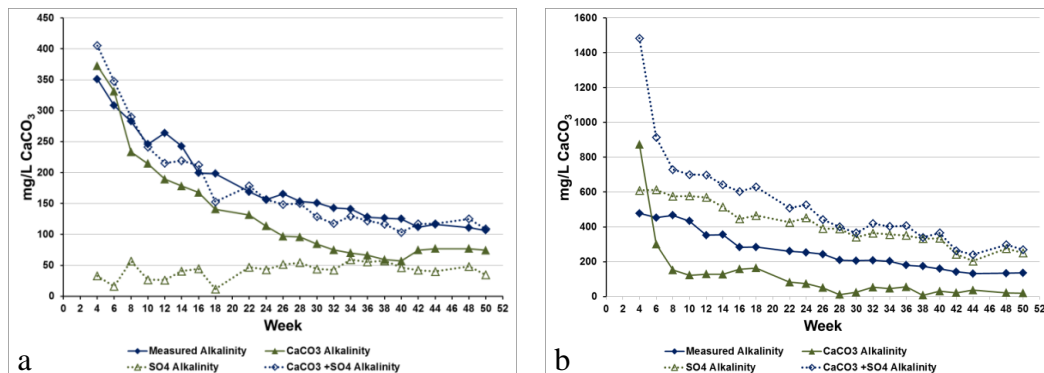 450
400
350
300
250
200
150
100
50
0
mg/L CaCO3
0 2 4 6 8 10 12 14 16 18 20 22 24 26 28 30 32 34 36 38 40 42 44 46 48 50 52
Week
Measured Alkalinity
CaCO3 Alkalinity
SO4 Alkalinity
CaCO3 +SO4 Alkalinity
a
1600
1400
1200
1000
800
600
400
200
0
mg/L CaCO3
0 2 4 6 8 10 12 14 16 18 20 22 24 26 28 30 32 34 36 38 40 42 44 46 48 50 52
Week
Measured Alkalinity
CaCO3 Alkalinity
SO4 Alkalinity
CaCO3 +SO4 Alkalinity
b